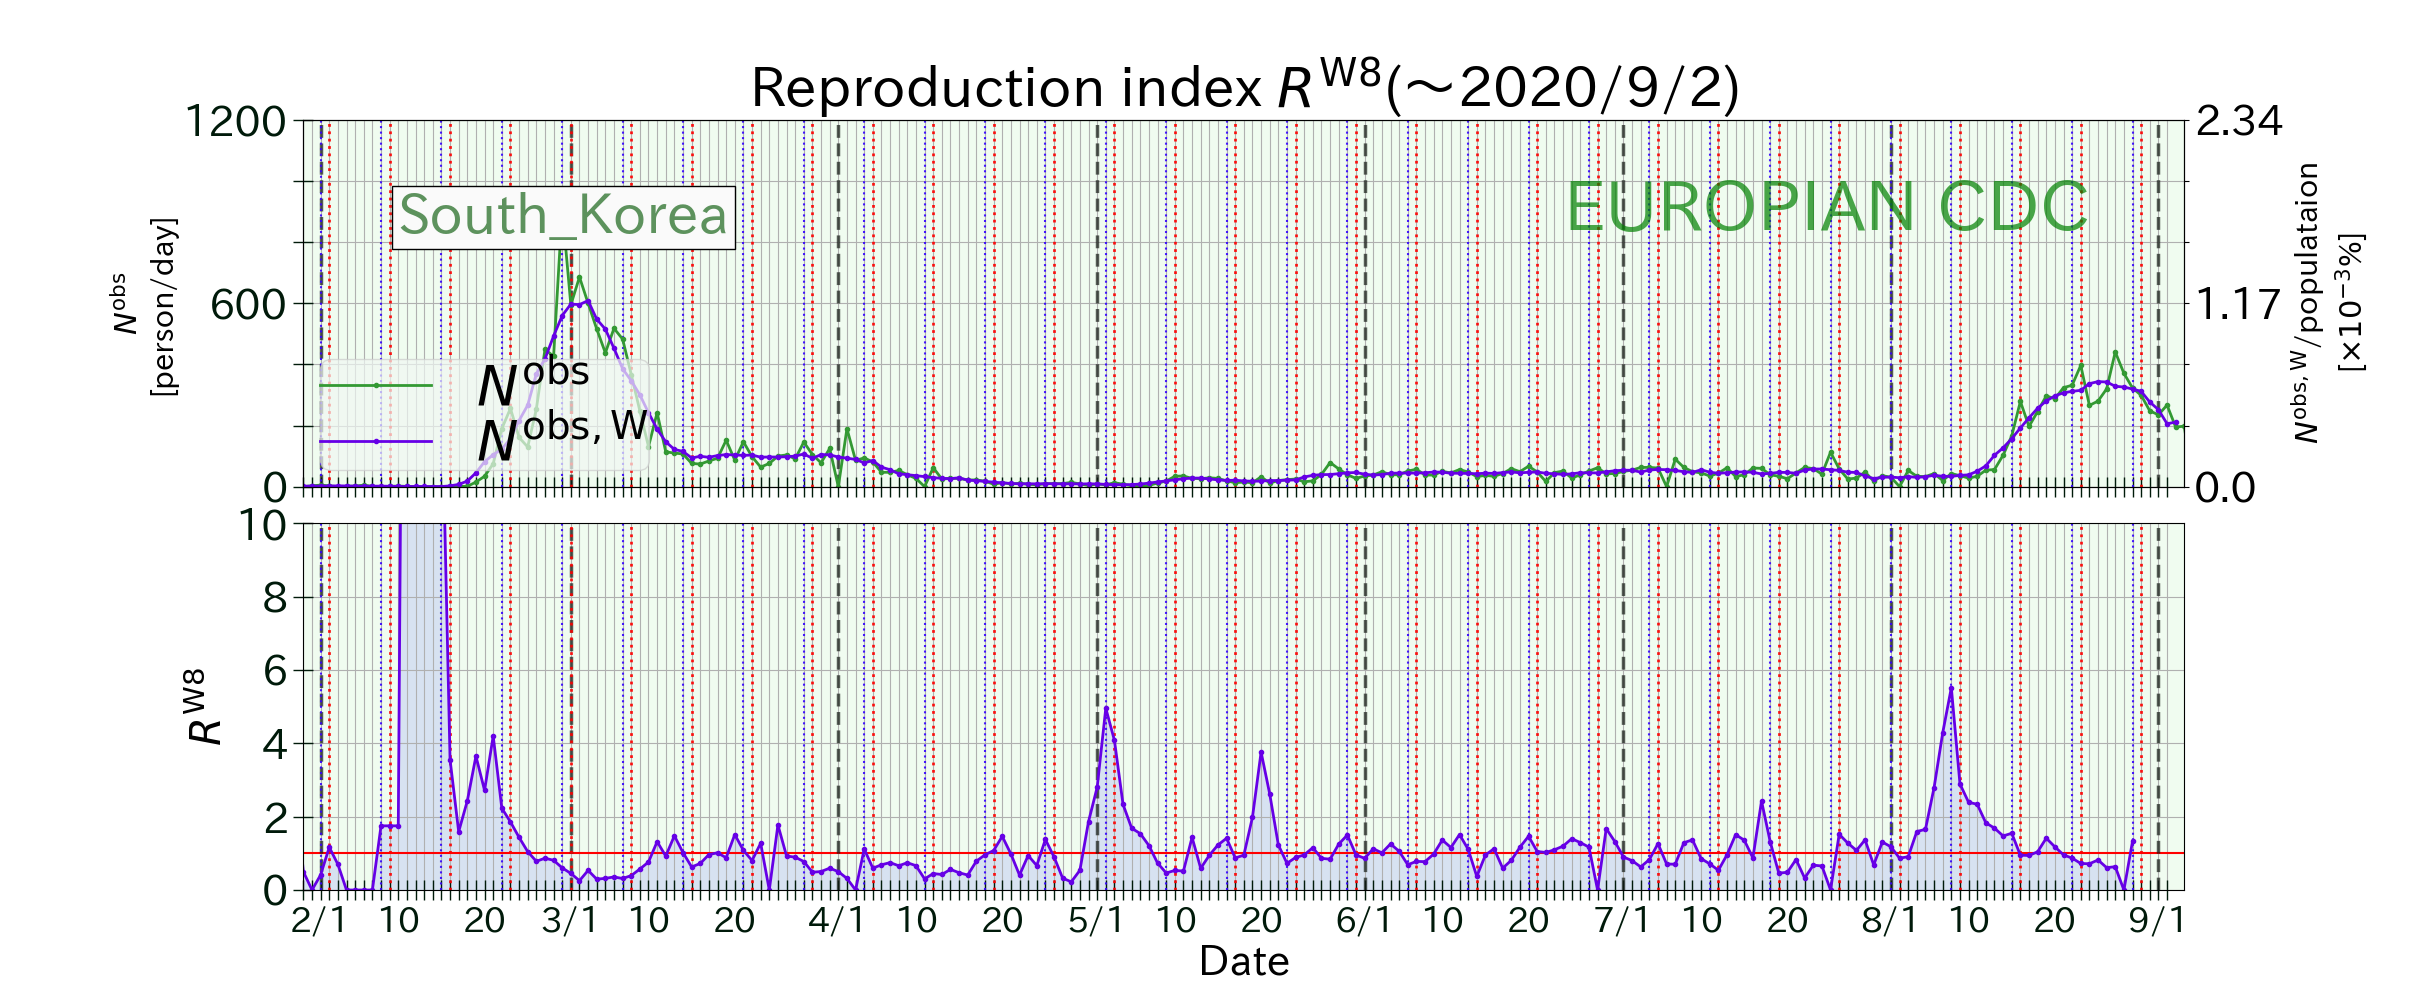 Reproduction index R^W8(～2020/9/2)
1200
600
0
N^obs
[person/day]
South_Korea
EUROPIAN CDC
N^obs
N^obs, W
2.34
1.17
0.0
N^obs, W/populataion
[×10^−3%]
10
8
6
4
2
0
R^W8
2/1 10 20 3/1 10 20 4/1 10 20 5/1 10 20 6/1 10 20 7/1 10 20 8/1 10 20 9/1
Date